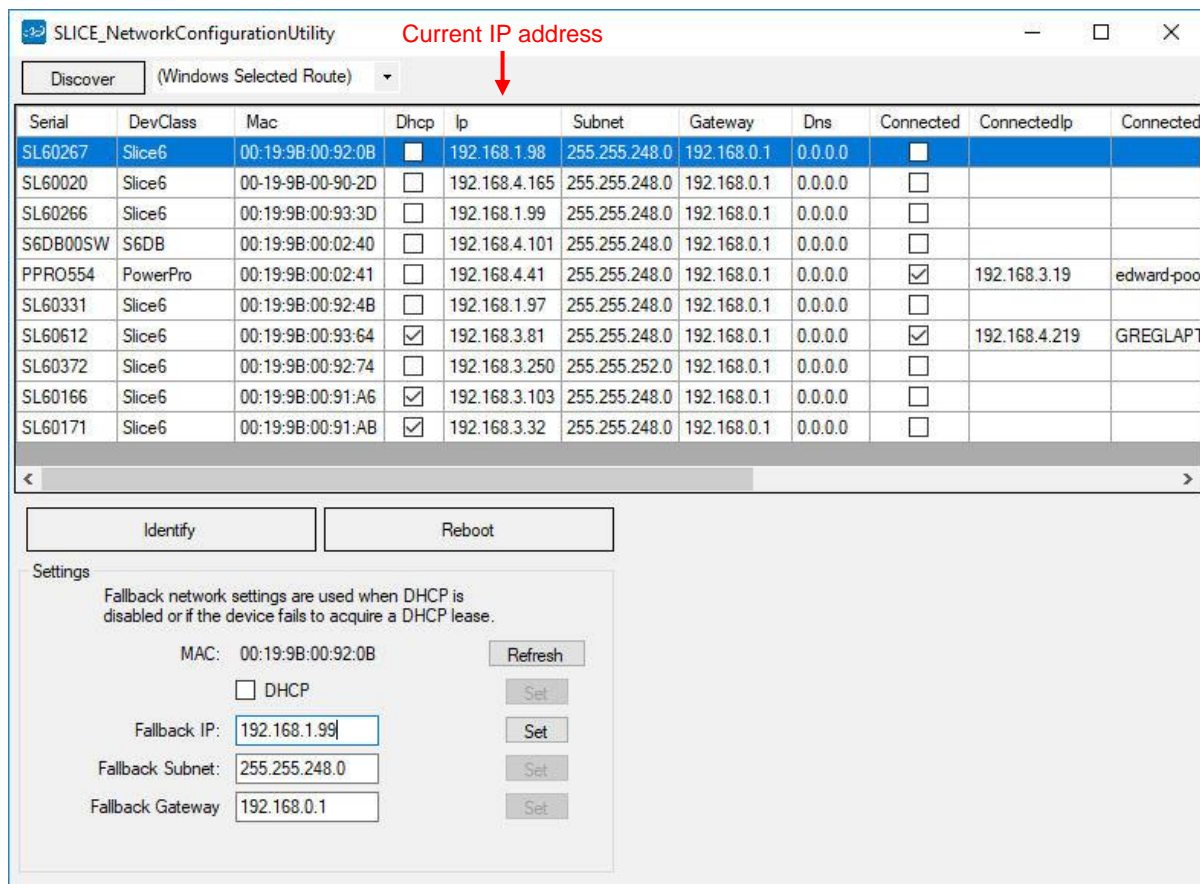 SLICE_NetworkConfigurationUtility
Current IP address
Discover (Windows Selected Route)
Serial DevClass Mac Dhcp Ip Subnet Gateway Dns Connected ConnectedIp Connected
SL60267 Slice6 00:19:9B:00:92:0B 192.168.1.98 255.255.248.0 192.168.0.1 0.0.0.0
SL60020 Slice6 00-19-9B-00-90-2D 192.168.4.165 255.255.248.0 192.168.0.1 0.0.0.0
SL60266 Slice6 00:19:9B:00:93:3D 192.168.1.99 255.255.248.0 192.168.0.1 0.0.0.0
S6DB00SW S6DB 00:19:9B:00:02:40 192.168.4.101 255.255.248.0 192.168.0.1 0.0.0.0
PPRO554 PowerPro 00:19:9B:00:02:41 192.168.4.41 255.255.248.0 192.168.0.1 0.0.0.0 192.168.3.19 edward-poo
SL60331 Slice6 00:19:9B:00:92:4B 192.168.1.97 255.255.248.0 192.168.0.1 0.0.0.0
SL60612 Slice6 00:19:9B:00:93:64 192.168.3.81 255.255.248.0 192.168.0.1 0.0.0.0 192.168.4.219 GREGLAPT
SL60372 Slice6 00:19:9B:00:92:74 192.168.3.250 255.255.252.0 192.168.0.1 0.0.0.0
SL60166 Slice6 00:19:9B:00:91:A6 192.168.3.103 255.255.248.0 192.168.0.1 0.0.0.0
SL60171 Slice6 00:19:9B:00:91:AB 192.168.3.32 255.255.248.0 192.168.0.1 0.0.0.0
Identify Reboot
Settings
Fallback network settings are used when DHCP is
disabled or if the device fails to acquire a DHCP lease.
MAC: 00:19:9B:00:92:0B Refresh
DHCP Set
Fallback IP: 192.168.1.99 Set
Fallback Subnet: 255.255.248.0 Set
Fallback Gateway 192.168.0.1 Set